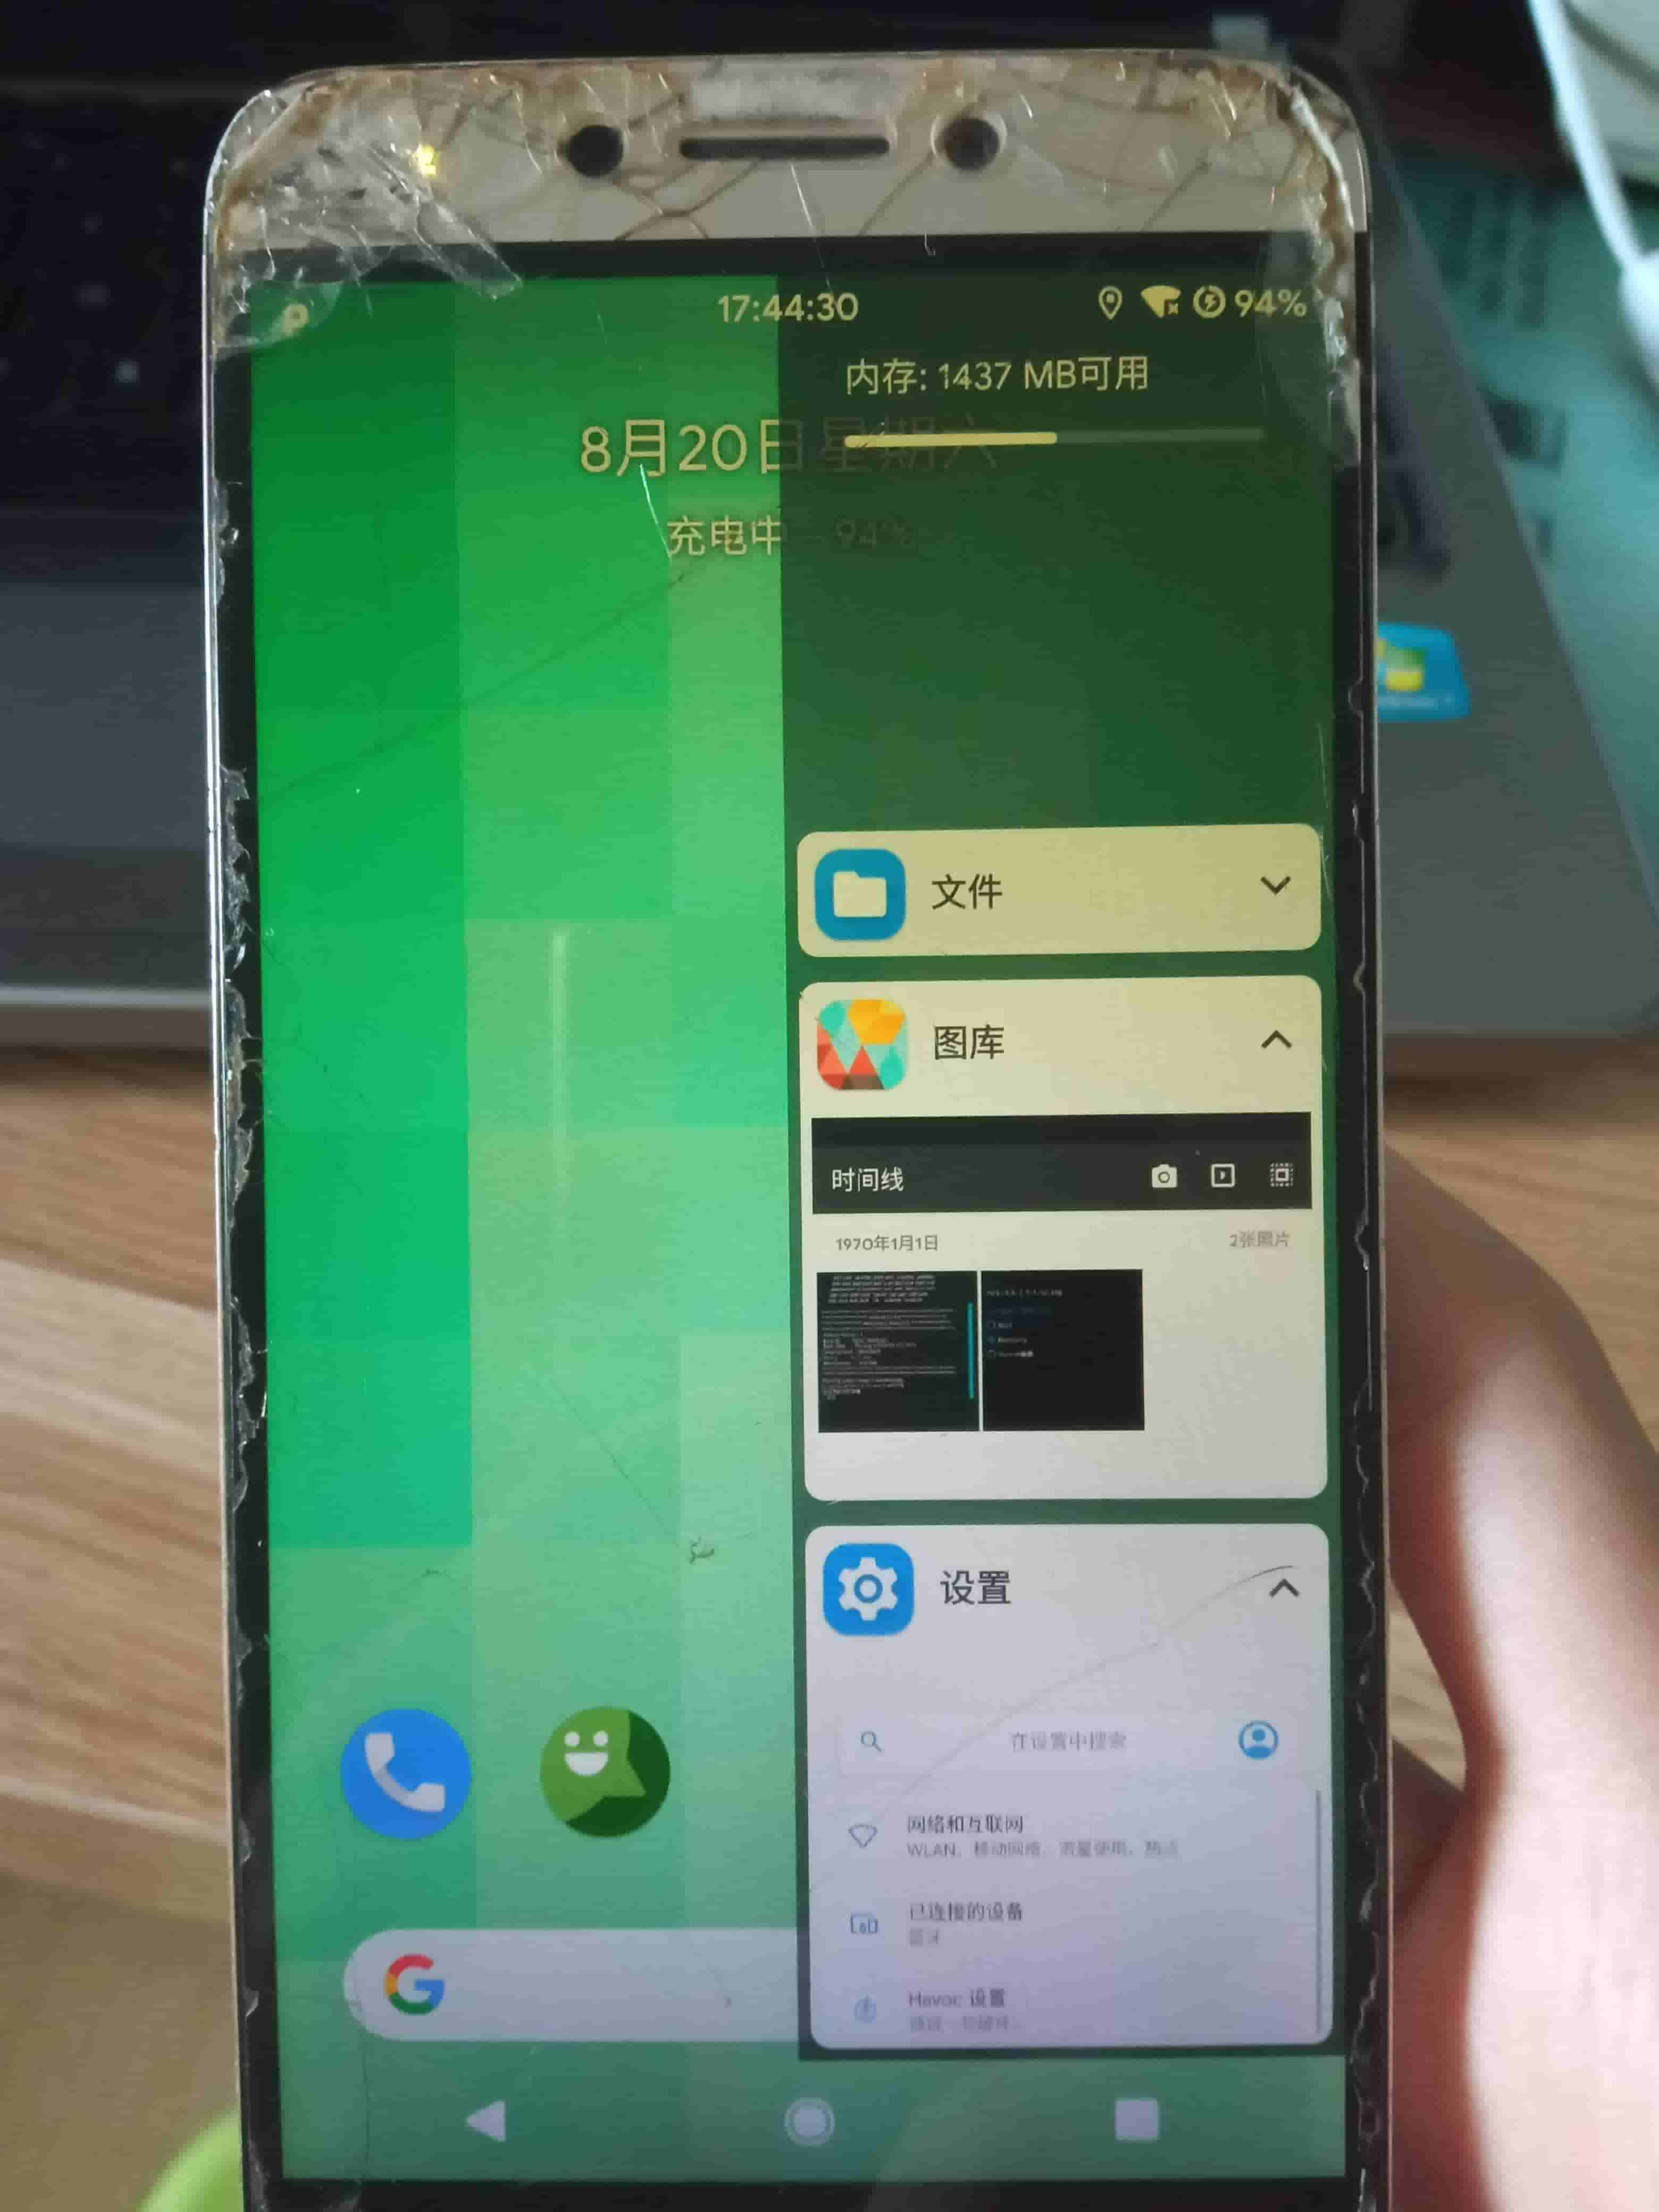 17:44:30
94%
内存: 1437 MB可用
8月20日 星期六
充电中 94%
文件
图库
时间线
1970年1月1日
2张照片
设置
在设置中搜索
网络和互联网
WLAN、移动网络、流量使用、热点
已连接的设备
蓝牙
Havoc 设置
G